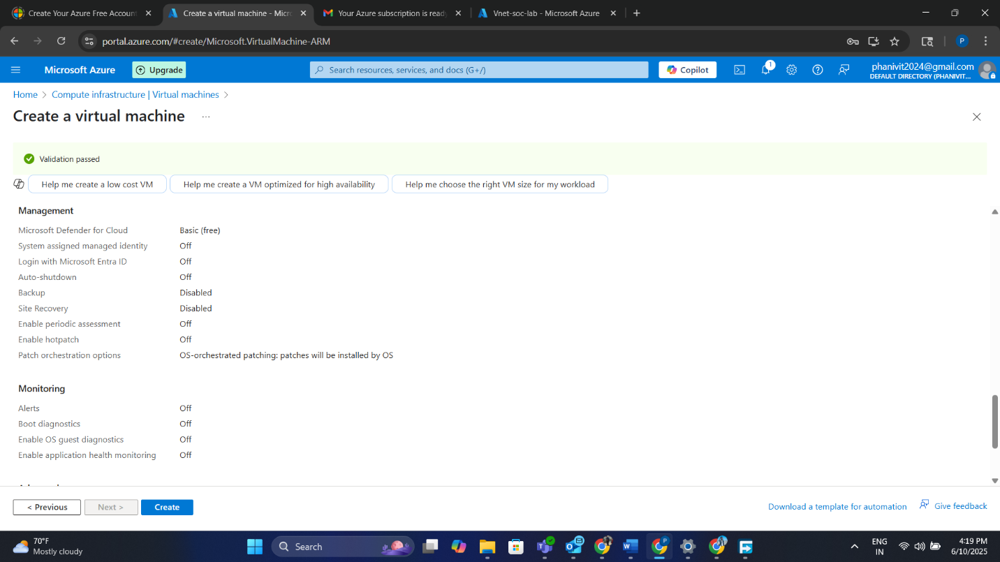 Create Your Azure Free Account
Create a virtual machine - Micro
Your Azure subscription is ready
Vnet-soc-lab - Microsoft Azure
portal.azure.com/#create/Microsoft.VirtualMachine-ARM
P
Microsoft Azure
Upgrade
Search resources, services, and docs (G+/)
Copilot
1
phanivit2024@gmail.com
DEFAULT DIRECTORY (PHANIVIT...
Home > Compute infrastructure | Virtual machines >
Create a virtual machine ...
Validation passed
Help me create a low cost VM
Help me create a VM optimized for high availability
Help me choose the right VM size for my workload
Management
Microsoft Defender for Cloud Basic (free)
System assigned managed identity Off
Login with Microsoft Entra ID Off
Auto-shutdown Off
Backup Disabled
Site Recovery Disabled
Enable periodic assessment Off
Enable hotpatch Off
Patch orchestration options OS-orchestrated patching: patches will be installed by OS
Monitoring
Alerts Off
Boot diagnostics Off
Enable OS guest diagnostics Off
Enable application health monitoring Off
< Previous
Next >
Create
Download a template for automation
Give feedback
70°F
Mostly cloudy
Search
ENG
IN
4:19 PM
6/10/2025